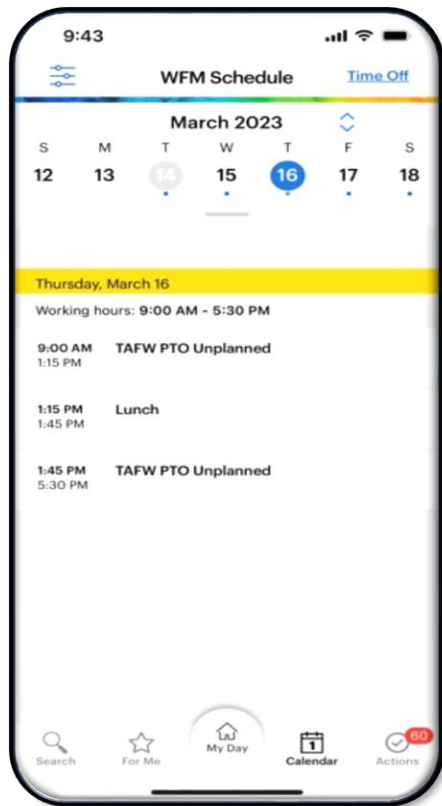 9:43
WFM Schedule Time Off
March 2023
S M T W T F S
12 13 14 15 16 17 18
Thursday, March 16
Working hours: 9:00 AM - 5:30 PM
9:00 AM TAFW PTO Unplanned
1:15 PM
1:15 PM Lunch
1:45 PM
1:45 PM TAFW PTO Unplanned
5:30 PM
60
1
Search For Me My Day Calendar Actions